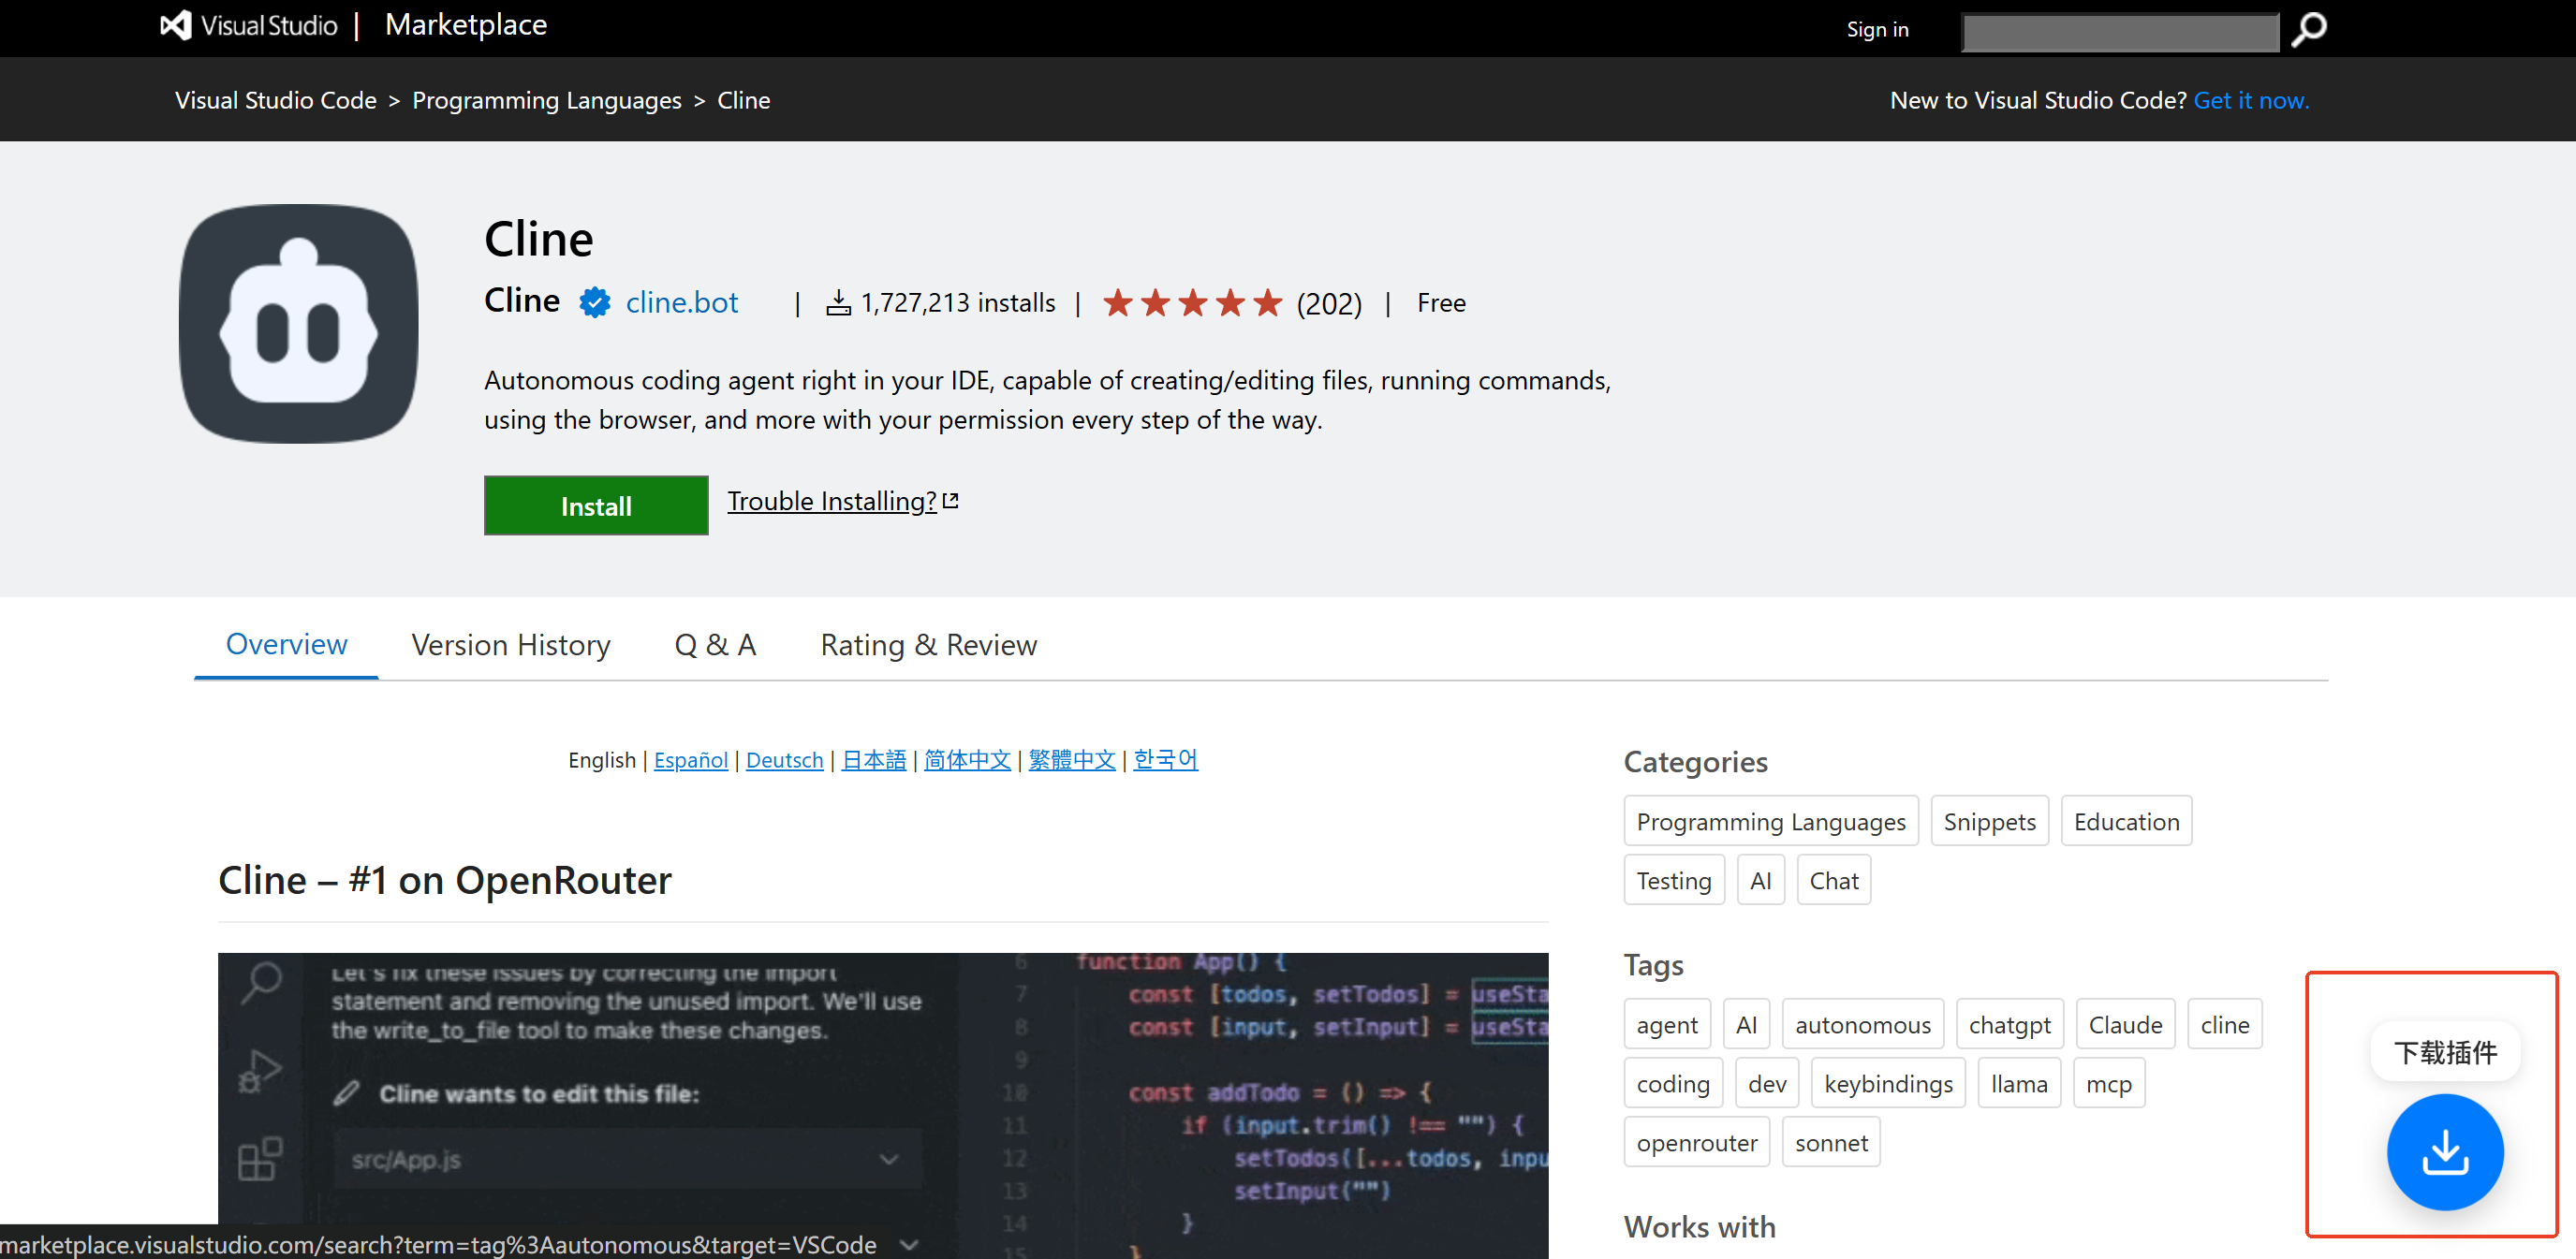 Visual Studio | Marketplace
Sign in
Visual Studio Code > Programming Languages > Cline
New to Visual Studio Code? Get it now.
Cline
Cline cline.bot | 1,727,213 installs | (202) | Free
Autonomous coding agent right in your IDE, capable of creating/editing files, running commands,
using the browser, and more with your permission every step of the way.
Install
Trouble Installing?
Overview
Version History
Q & A
Rating & Review
English | Español | Deutsch | 日本語 | 简体中文 | 繁體中文 | 한국어
Cline – #1 on OpenRouter
Let's fix these issues by correcting the import
statement and removing the unused import. We'll use
the write_to_file tool to make these changes.
Cline wants to edit this file:
src/App.js
6 function App() {
7 const [todos, setTodos] = useSta
8 const [input, setInput] = useSta
9
10 const addTodo = () => {
11 if (input.trim() !== "") {
12 setTodos([...todos, inpu
13 setInput("")
14 }
15 }
Categories
Programming Languages
Snippets
Education
Testing
AI
Chat
Tags
agent
AI
autonomous
chatgpt
Claude
cline
coding
dev
keybindings
llama
mcp
openrouter
sonnet
Works with
下载插件
marketplace.visualstudio.com/search?term=tag%3Aautonomous&target=VSCode